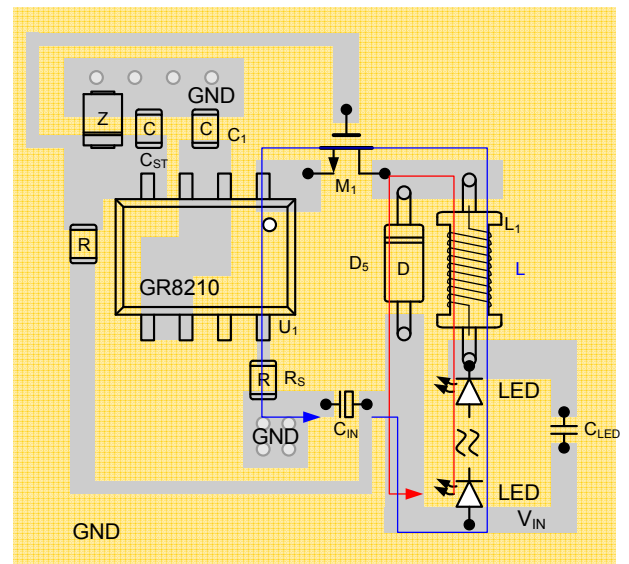 GND
Z
C
C
C1
CST
M1
R
L1
D5
D
L
GR8210
U1
R
RS
LED
CIN
CLED
GND
LED
VIN
GND